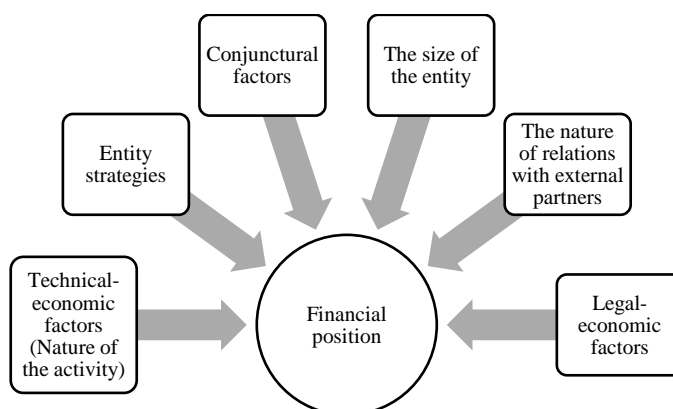 Conjunctural
factors
The size of
the entity
Entity
strategies
The nature
of relations
with external
partners
Technical-
economic
factors
(Nature of
the activity)
Financial
position
Legal-
economic
factors